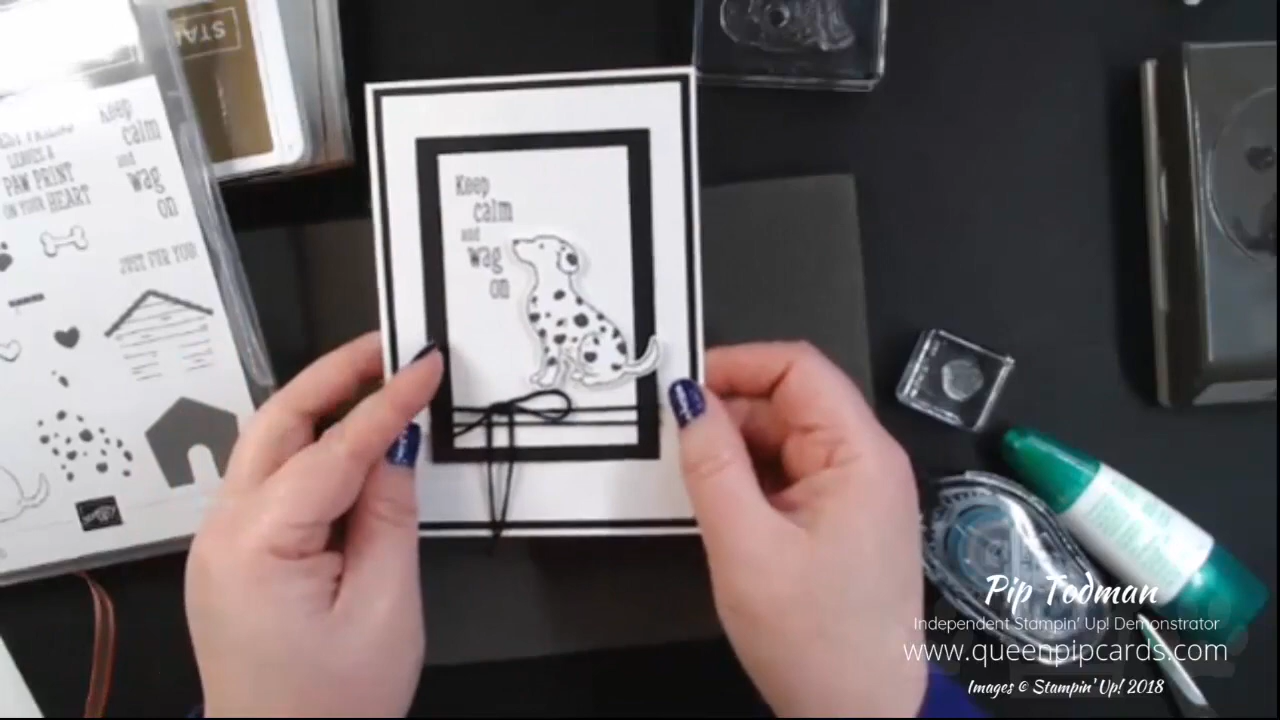 Keep
calm
and
wag
on
LEAVES A
PAW PRINT
ON YOUR HEART
Keep
calm
and
wag
on
JUST FOR YOU
STA
Pip Todman
Independent Stampin' Up! Demonstrator
www.queenpipcards.com
Images © Stampin' Up! 2018